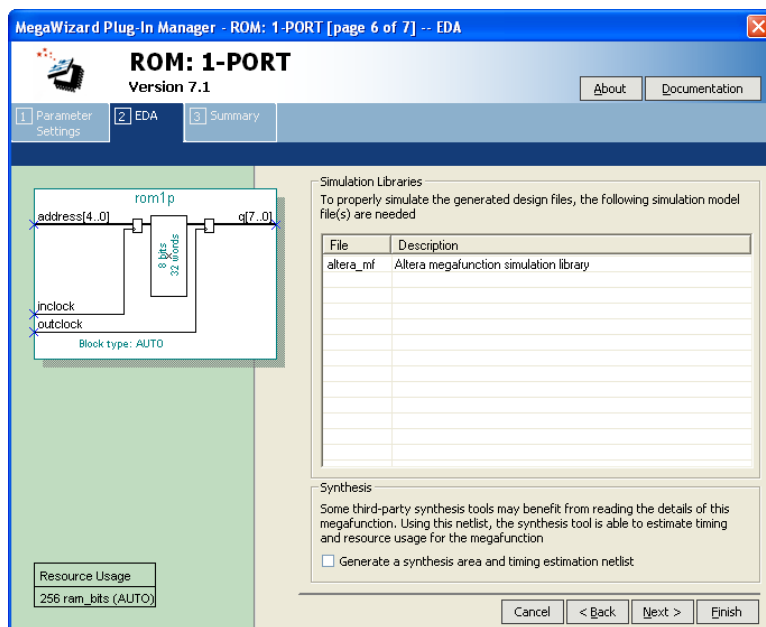 MegaWizard Plug-In Manager - ROM: 1-PORT [page 6 of 7] -- EDA
ROM: 1-PORT
Version 7.1
About
Documentation
1 Parameter Settings
2 EDA
3 Summary
rom1p
address[4..0]
q[7..0]
8 bits
32 words
inclock
outclock
Block type: AUTO
Resource Usage
256 ram_bits (AUTO)
Simulation Libraries
To properly simulate the generated design files, the following simulation model
file(s) are needed
File Description
altera_mf Altera megafunction simulation library
Synthesis
Some third-party synthesis tools may benefit from reading the details of this
megafunction. Using this netlist, the synthesis tool is able to estimate timing
and resource usage for the megafunction
Generate a synthesis area and timing estimation netlist
Cancel
< Back
Next >
Finish